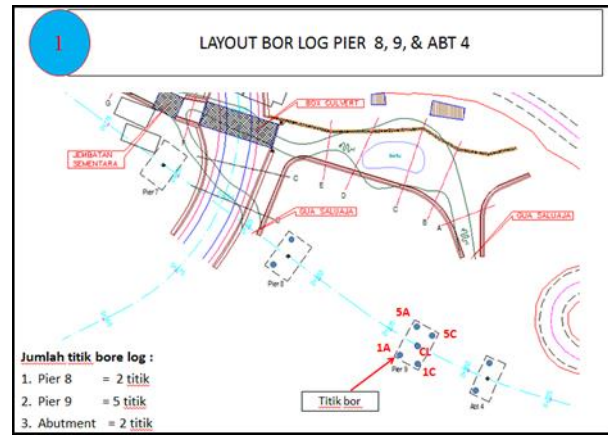 1
LAYOUT BOR LOG PIER 8, 9, & ABT 4
G
BOX CULVERT
JEMBATAN
SEMENTARA
Pier 7
C
E
D
C
B
A
GUA SALUAJA
GUA SALUAJA
Pier 8
5A
5C
1A
CL
Pier 9
1C
Abt 4
Titik bor
Jumlah titik bore log :
1. Pier 8 = 2 titik
2. Pier 9 = 5 titik
3. Abutment = 2 titik